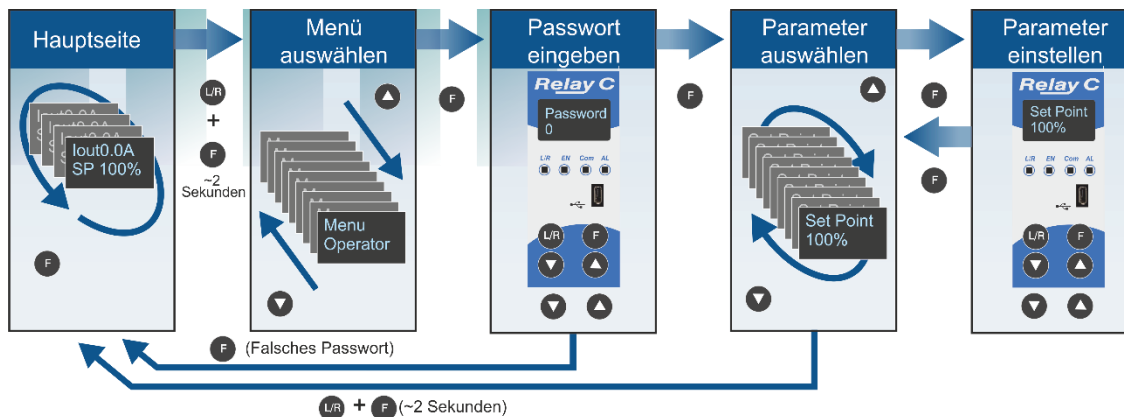 Hauptseite
Iout0.0A
SP 100%
F
L/R
+
F
~2
Sekunden
Menü
auswählen
Menu
Operator
F
Passwort
eingeben
Relay C
Password
0
L/R EN Com AL
L/R F
F
Parameter
auswählen
Set Point
100%
F
F
Parameter
einstellen
Relay C
Set Point
100%
L/R EN Com AL
L/R F
F (Falsches Passwort)
L/R + F (~2 Sekunden)